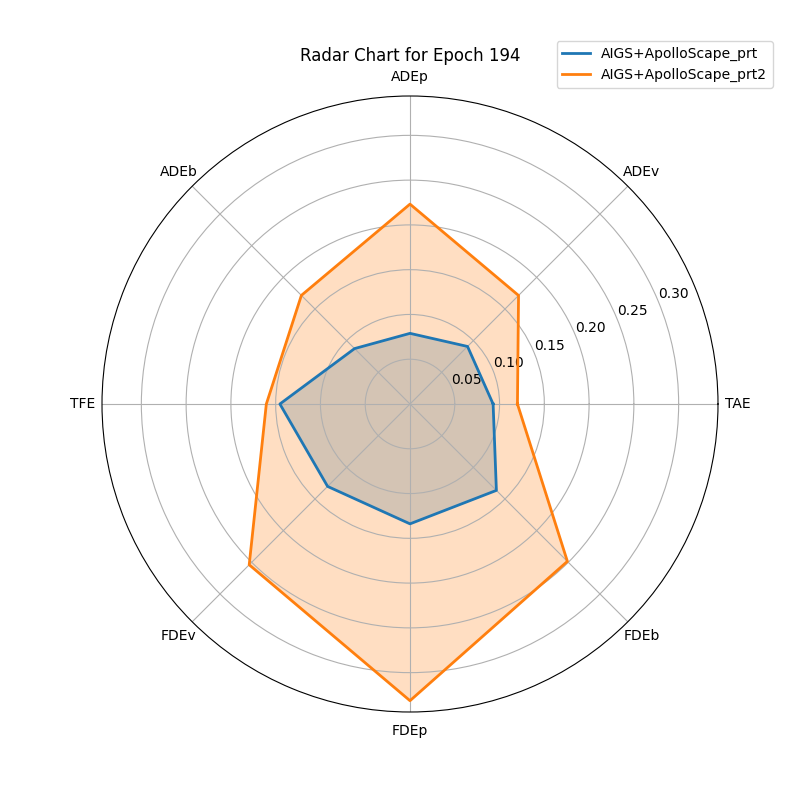 Radar Chart for Epoch 194
AIGS+ApolloScape_prt
AIGS+ApolloScape_prt2
ADEp
ADEb
ADEv
0.30
0.25
0.20
0.15
0.10
0.05
TFE
TAE
FDEv
FDEb
FDEp